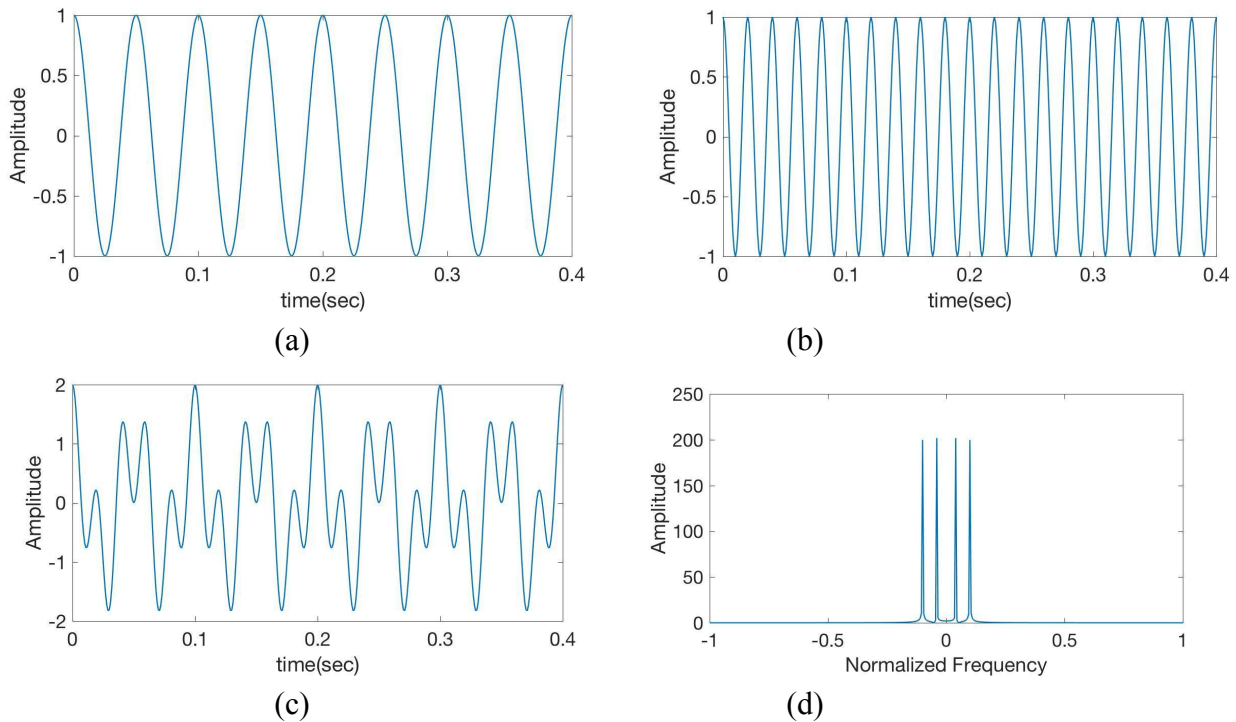 Amplitude
1
0.5
0
-0.5
-1
0 0.1 0.2 0.3 0.4
time(sec)
(a)
Amplitude
1
0.5
0
-0.5
-1
0 0.1 0.2 0.3 0.4
time(sec)
(b)
Amplitude
2
1
0
-1
-2
0 0.1 0.2 0.3 0.4
time(sec)
(c)
Amplitude
250
200
150
100
50
0
-1 -0.5 0 0.5 1
Normalized Frequency
(d)